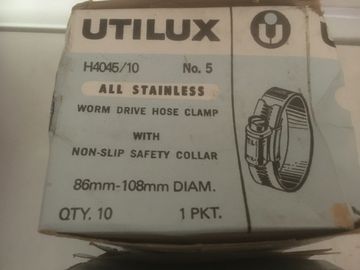 UTILUX
H4045/10 No. 5
ALL STAINLESS
WORM DRIVE HOSE CLAMP
WITH
NON-SLIP SAFETY COLLAR
86mm-108mm DIAM.
QTY. 10 1 PKT.